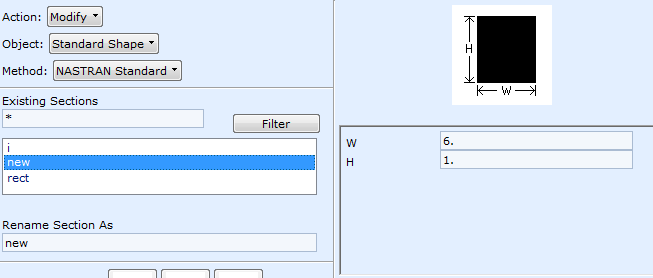 Action: Modify
Object: Standard Shape
Method: NASTRAN Standard
Existing Sections
*
Filter
i
new
rect
Rename Section As
new
H
W
W 6.
H 1.